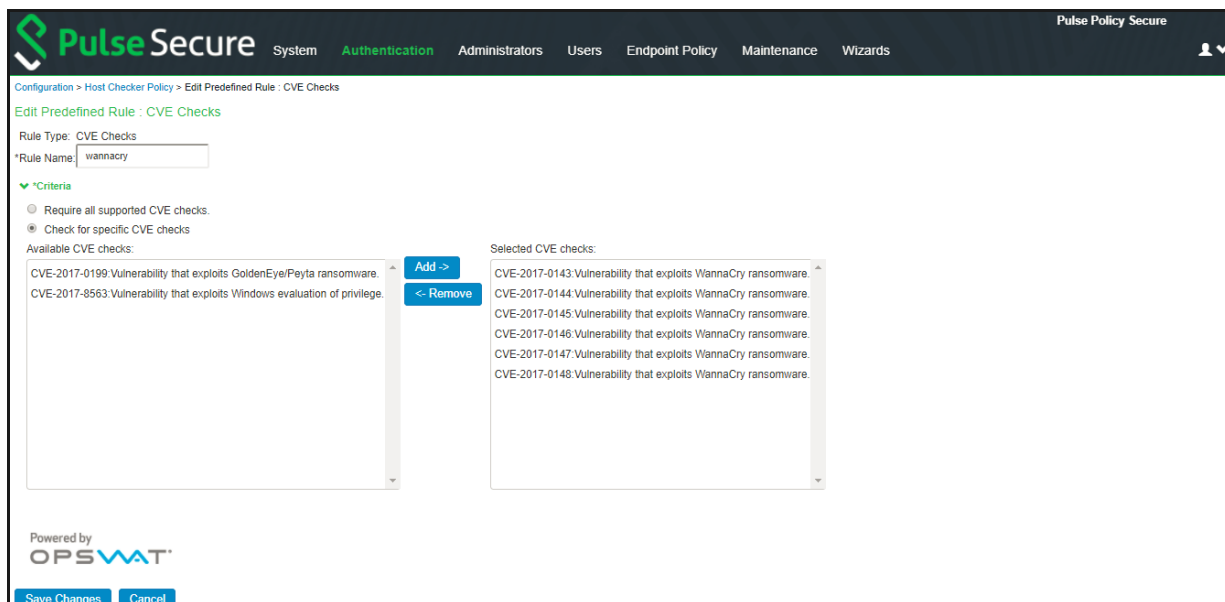 Pulse Policy Secure
Pulse Secure System Authentication Administrators Users Endpoint Policy Maintenance Wizards
Configuration > Host Checker Policy > Edit Predefined Rule : CVE Checks
Edit Predefined Rule : CVE Checks
Rule Type: CVE Checks
*Rule Name: wannacry
*Criteria
Require all supported CVE checks.
Check for specific CVE checks
Available CVE checks:
CVE-2017-0199:Vulnerability that exploits GoldenEye/Peyta ransomware.
CVE-2017-8563:Vulnerability that exploits Windows evaluation of privilege.
Add ->
<- Remove
Selected CVE checks:
CVE-2017-0143:Vulnerability that exploits WannaCry ransomware.
CVE-2017-0144:Vulnerability that exploits WannaCry ransomware.
CVE-2017-0145:Vulnerability that exploits WannaCry ransomware.
CVE-2017-0146:Vulnerability that exploits WannaCry ransomware.
CVE-2017-0147:Vulnerability that exploits WannaCry ransomware.
CVE-2017-0148:Vulnerability that exploits WannaCry ransomware.
Powered by
OPSWAT
Save Changes Cancel